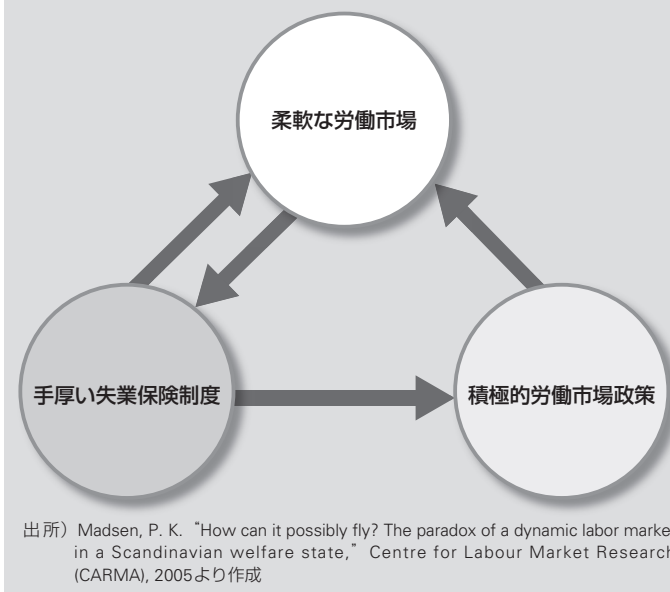 柔軟な労働市場
手厚い失業保険制度
積極的労働市場政策
出所）Madsen, P. K. “How can it possibly fly? The paradox of a dynamic labor marke
in a Scandinavian welfare state,” Centre for Labour Market Research
(CARMA), 2005より作成